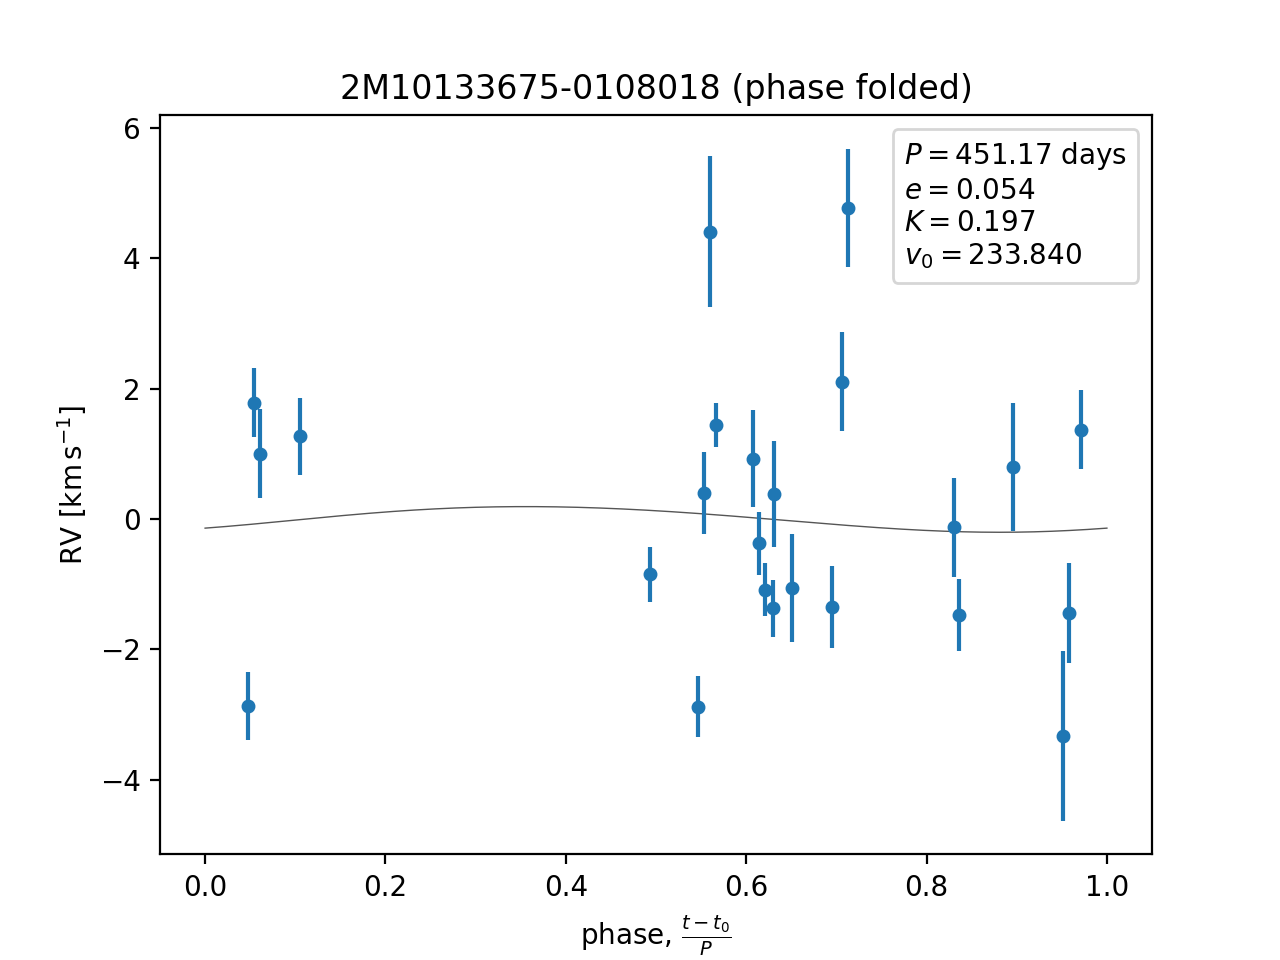 2M10133675-0108018 (phase folded)
P = 451.17 days
e = 0.054
K = 0.197
v₀ = 233.840
6
4
2
0
−2
−4
RV [km s⁻¹]
0.0 0.2 0.4 0.6 0.8 1.0
phase, (t − t₀)/P